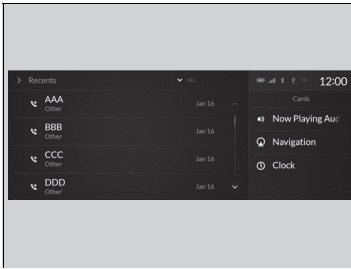 Recents
ALL
12:00
AAA
Other
Jan 16
BBB
Other
Jan 16
CCC
Other
Jan 16
DDD
Other
Jan 16
Cards
Now Playing Aud
Navigation
Clock